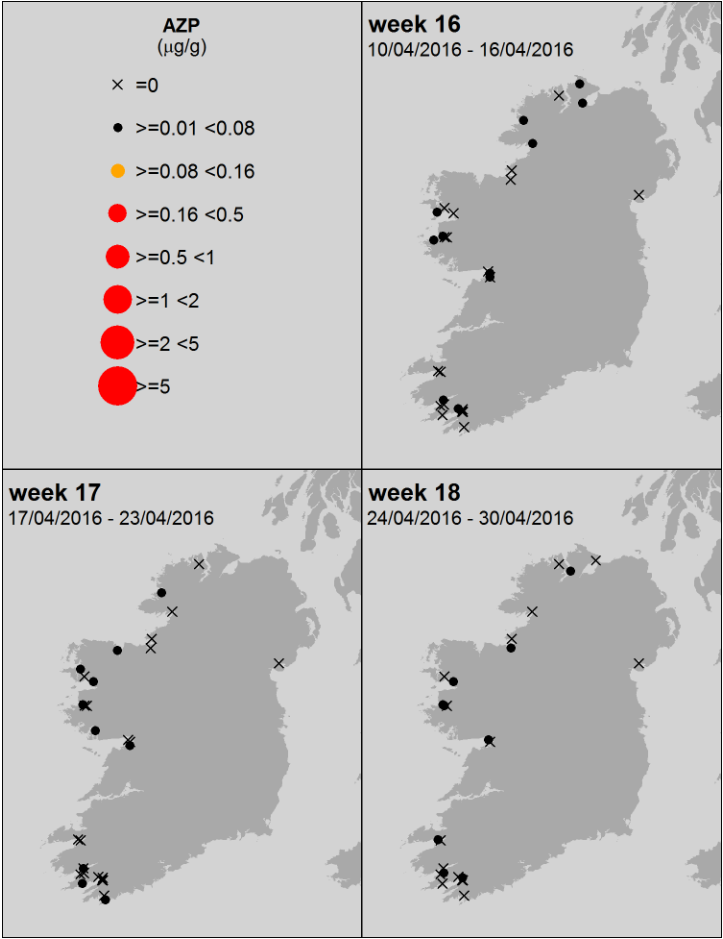 AZP
(μg/g)
=0
>=0.01 <0.08
>=0.08 <0.16
>=0.16 <0.5
>=0.5 <1
>=1 <2
>=2 <5
>=5
week 16
10/04/2016 - 16/04/2016
week 17
17/04/2016 - 23/04/2016
week 18
24/04/2016 - 30/04/2016